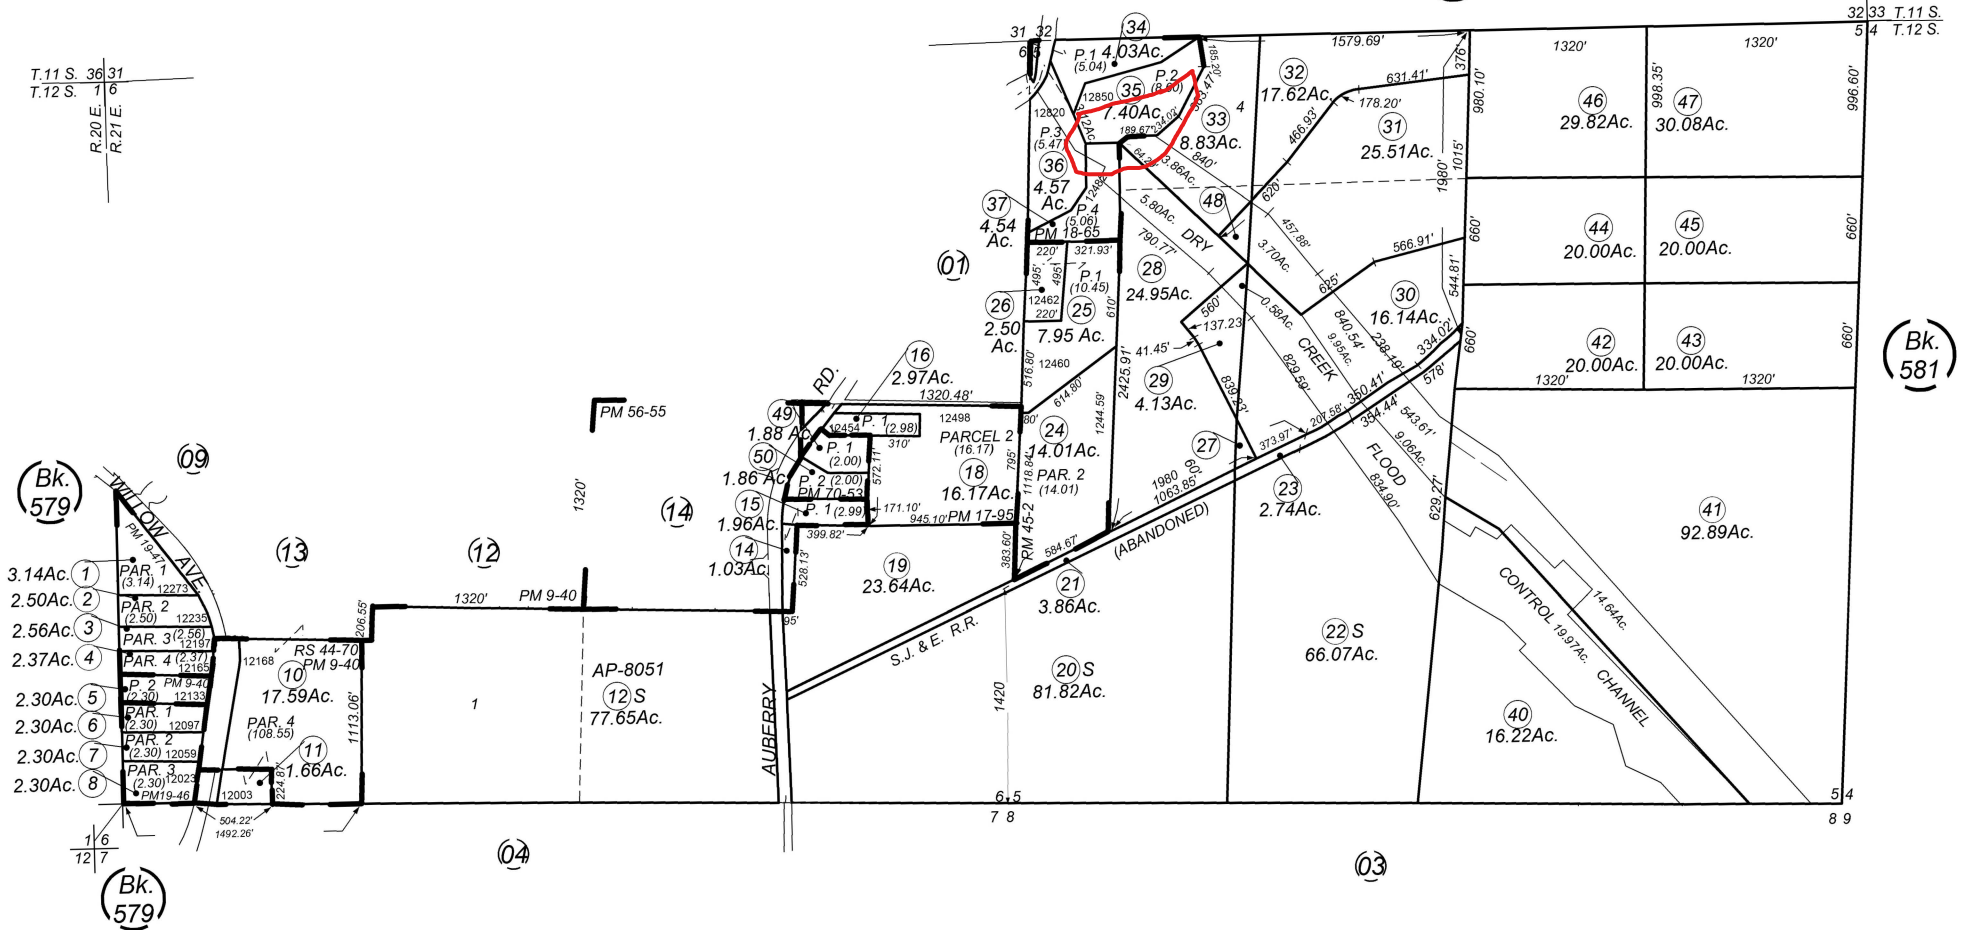 32 33 T.11 S.
5 4 T.12 S.
T.11 S. 36 31
T.12 S. 1 6
R.20 E.
R.21 E.
31 32
6 5
34
P.1 4.03Ac.
(5.04)
185.20'
1579.69'
376'
1320'
1320'
P.2
(8.00)
35
12850
7.40Ac.
12820
3.12Ac.
363.47'
33
8.83Ac.
4
32
17.62Ac.
631.41'
178.20'
466.93'
31
25.51Ac.
980.10'
1015'
1980'
46
29.82Ac.
998.35'
47
30.08Ac.
996.60'
P.3
(5.47)
189.67'
234.02'
64.25'
3.86Ac.
840'
36
4.57
Ac.
12482
620'
48
37
4.54
Ac.
P.4
(5.06)
PM 18-65
5.80Ac.
790.77'
DRY
457.88'
3.70Ac.
566.91'
660'
44
20.00Ac.
45
20.00Ac.
660'
01
220'
321.93'
495'
495'
P.1
(10.45)
28
24.95Ac.
26
2.50
Ac.
12462
220'
25
7.95 Ac.
610'
560'
137.23
41.45'
0.58Ac.
625'
30
16.14Ac.
544.81'
334.02'
660'
42
20.00Ac.
43
20.00Ac.
660'
Bk.
581
1320'
1320'
840.54'
9.95Ac.
238.19'
CREEK
829.59'
839.23'
29
4.13Ac.
2425.91'
516.80'
12460
614.80'
16
2.97Ac.
1320.48'
RD.
PM 56-55
49
1.88 Ac.
P. 1
12454
(2.98)
310'
12498
PARCEL 2
(16.17)
80'
24
14.01Ac.
1244.59'
795'
1118.84'
PAR. 2
(14.01)
27
373.97'
207.58'
350.41'
354.44'
578'
543.61'
9.06Ac.
FLOOD
834.90'
50
1.86 Ac.
P. 1
(2.00)
P. 2
(2.00)
PM 70-53
572.11'
18
16.17Ac.
15
1.96Ac.
P. 1 (2.99)
171.10'
945.10'
PM 17-95
399.82'
1980
60'
1063.85'
(ABANDONED)
23
2.74Ac.
629.27'
41
92.89Ac.
09
Bk.
579
1320'
14
14
1.03Ac.
528.13'
19
23.64Ac.
383.60'
RM 45-2
584.67'
21
3.86Ac.
WILLOW AVE
PM 19-47
13
12
3.14Ac. 1
PAR. 1
(3.14)
12273
2.50Ac. 2
PAR. 2
(2.50)
12235
2.56Ac. 3
PAR. 3
(2.56)
12197
2.37Ac. 4
PAR. 4
(2.37)
12165
2.30Ac. 5
P. 2
(2.30)
PM 9-40
12133
2.30Ac. 6
PAR. 1
(2.30)
12097
2.30Ac. 7
PAR. 2
(2.30)
12059
2.30Ac. 8
PAR. 3
(2.30)
12023
PM19-46
206.55'
1320'
PM 9-40
95'
RS 44-70
PM 9-40
12168
10
17.59Ac.
PAR. 4
(108.55)
1113.06'
11
1.66Ac.
224.87'
12003
504.22'
1492.26'
1
AP-8051
12 S
77.65Ac.
AUBERRY
S.J. & E. R.R.
1420
20 S
81.82Ac.
22 S
66.07Ac.
CONTROL
19.97Ac.
14.64Ac.
CHANNEL
40
16.22Ac.
6 5
7 8
5 4
8 9
1 6
12 7
Bk.
579
04
03